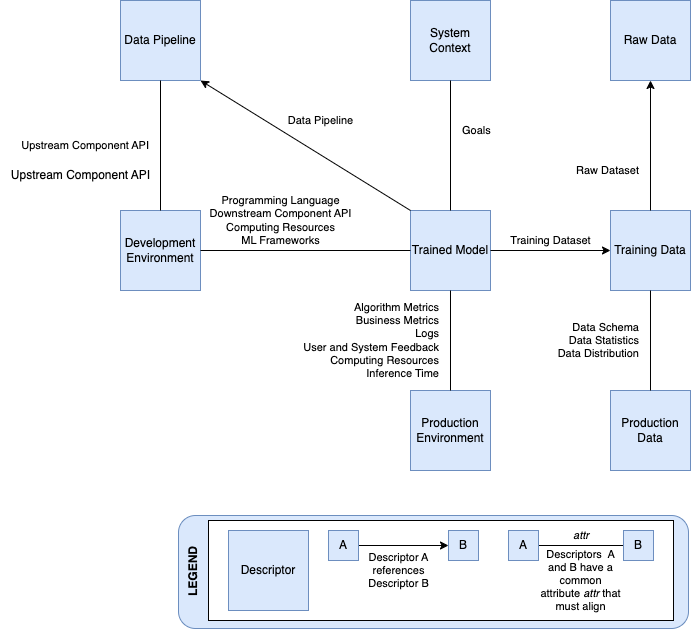 Data Pipeline
System
Context
Raw Data
Data Pipeline
Goals
Upstream Component API
Upstream Component API
Raw Dataset
Programming Language
Downstream Component API
Computing Resources
ML Frameworks
Development
Environment
Trained Model
Training Dataset
Training Data
Algorithm Metrics
Business Metrics
Logs
User and System Feedback
Computing Resources
Inference Time
Data Schema
Data Statistics
Data Distribution
Production
Environment
Production
Data
LEGEND
Descriptor
A
B
Descriptor A
references
Descriptor B
A
attr
B
Descriptors A
and B have a
common
attribute attr that
must align